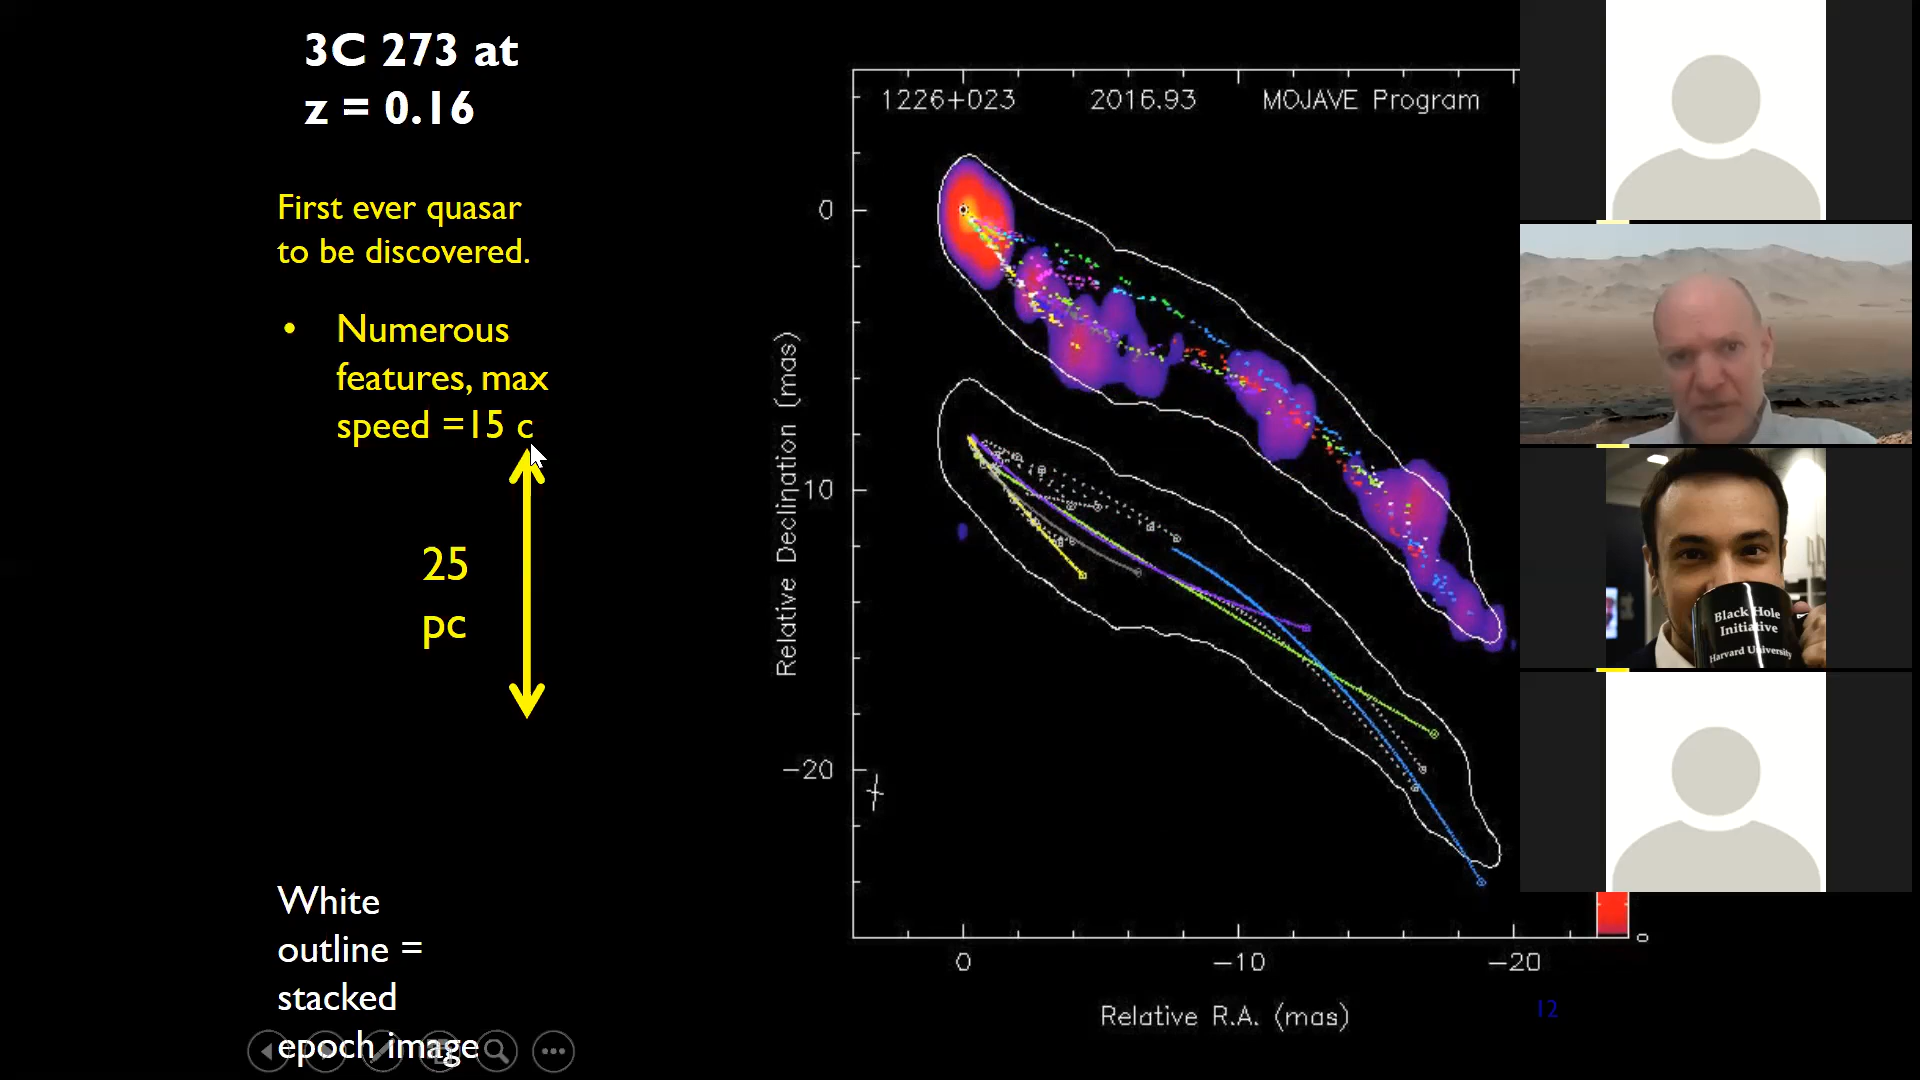 3C 273 at
z = 0.16
First ever quasar
to be discovered.
• Numerous
features, max
speed =15 c
25
pc
White
outline =
stacked
epoch image
1226+023 2016.93 MOJAVE Program
0
10
−20
Relative Declination (mas)
0 −10 −20
Relative R.A. (mas)
0
12
Black Hole
Initiative
Harvard University